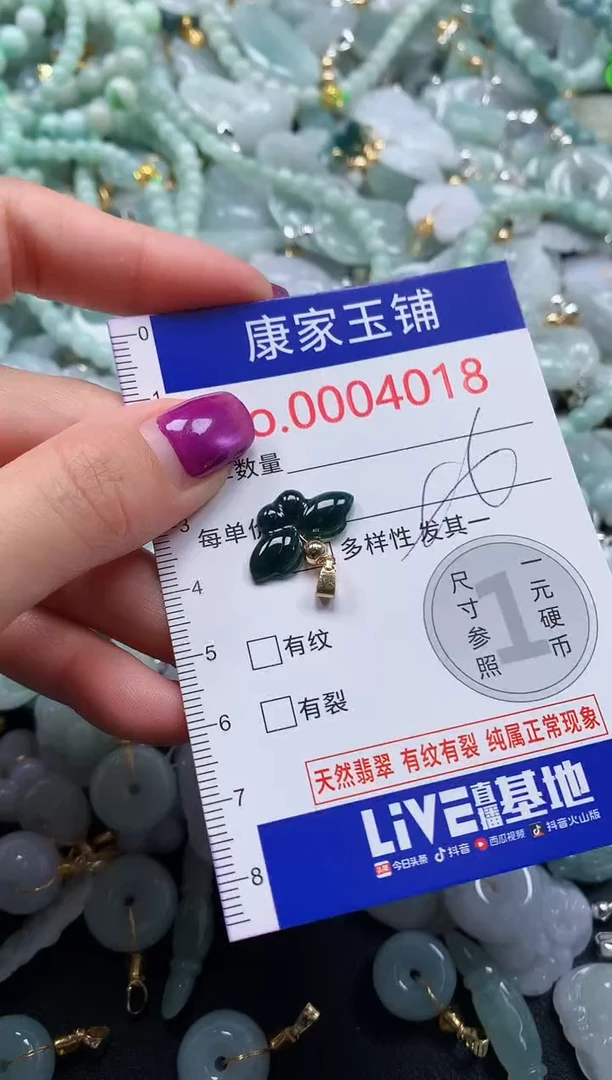 0
康家玉铺
1
o.0004018
数量
3
每单价
多样性发其一
4
尺寸参照
1
一元硬币
5
有纹
6
有裂
天然翡翠 有纹有裂 纯属正常现象
7
LiVE直播基地
头条 今日头条 抖音 西瓜视频 抖音火山版
8